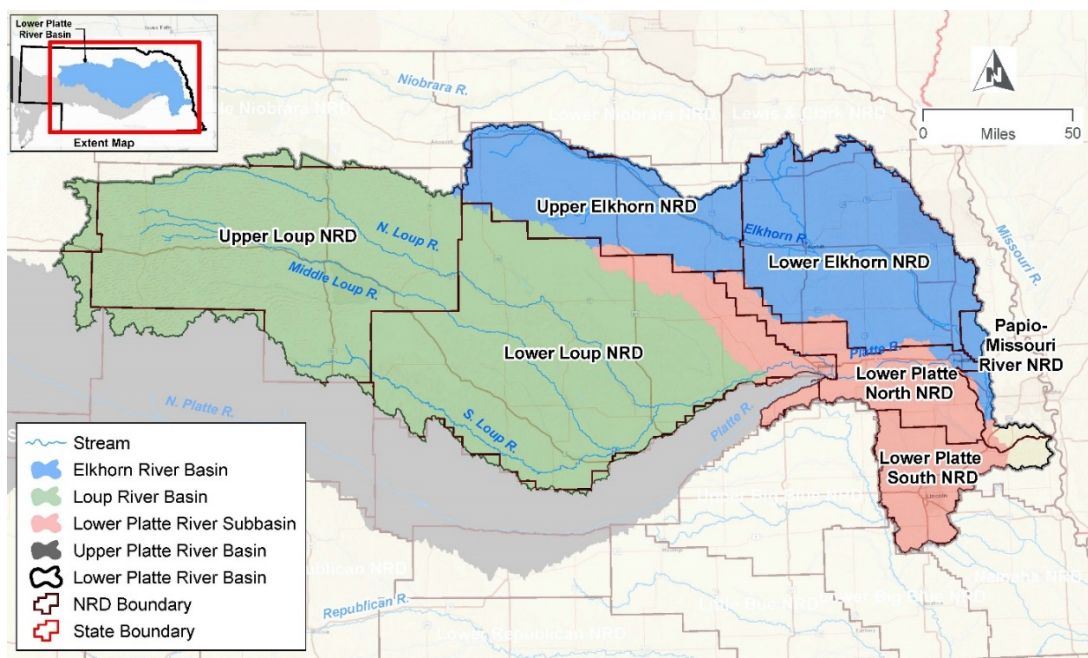 Lower Platte
River Basin
Extent Map
Niobrara R.
Lower Niobrara NRD
Lewis & Clark NRD
N
0
50
Miles
Upper Elkhorn NRD
Elkhorn R.
Lower Elkhorn NRD
Missouri R.
Upper Loup NRD
N. Loup R.
Middle Loup R.
Lower Loup NRD
S. Loup R.
Platte R.
Papio-
Missouri
River NRD
Lower Platte
North NRD
Lower Platte
South NRD
N. Platte R.
Platte R.
Republican R.
Lower Republican NRD
Stream
Elkhorn River Basin
Loup River Basin
Lower Platte River Subbasin
Upper Platte River Basin
Lower Platte River Basin
NRD Boundary
State Boundary